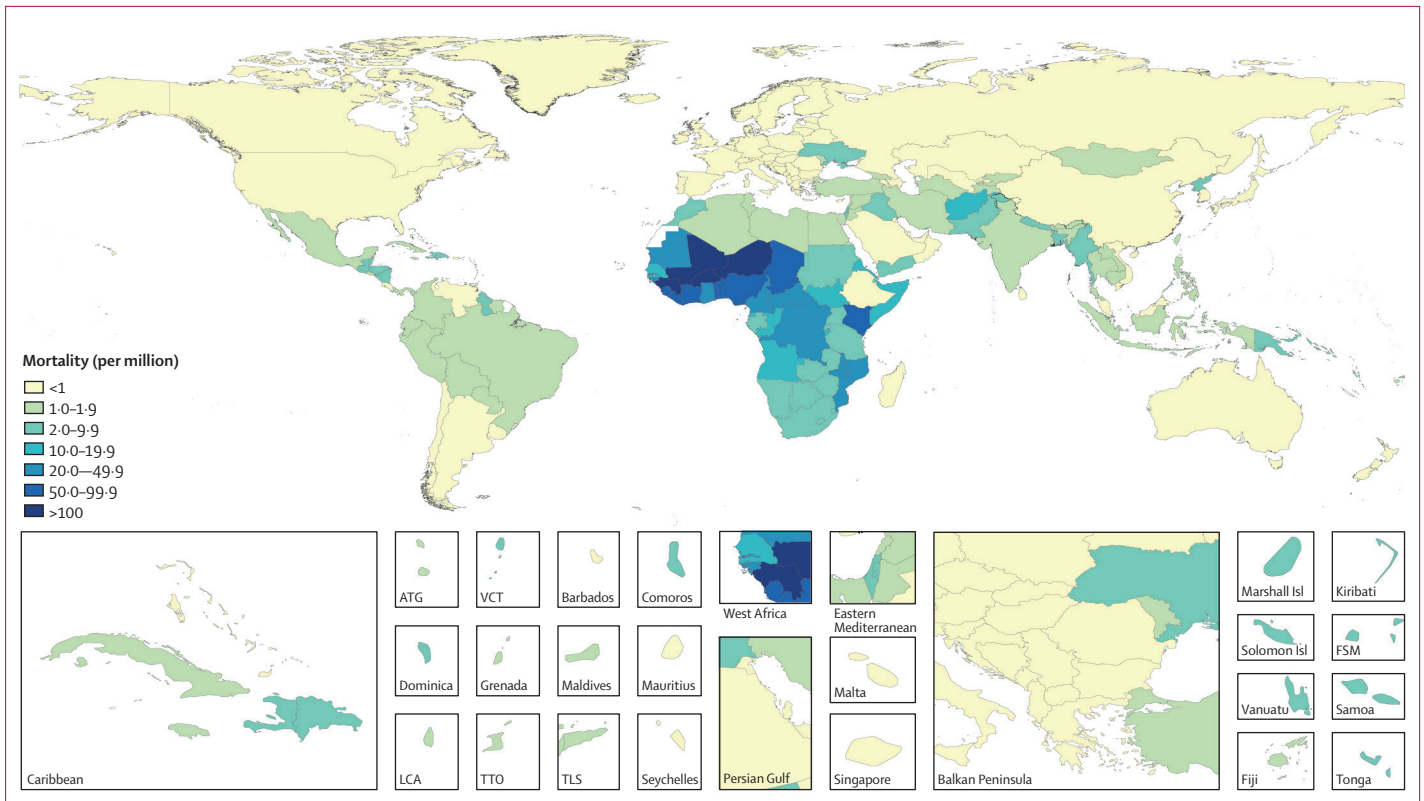 Mortality (per million)
<1
1·0–1·9
2·0–9·9
10·0–19·9
20·0—49·9
50·0–99·9
>100
Caribbean
ATG
VCT
Barbados
Comoros
West Africa
Eastern
Mediterranean
Dominica
Grenada
Maldives
Mauritius
LCA
TTO
TLS
Seychelles
Persian Gulf
Malta
Singapore
Balkan Peninsula
Marshall Isl
Kiribati
Solomon Isl
FSM
Vanuatu
Samoa
Fiji
Tonga